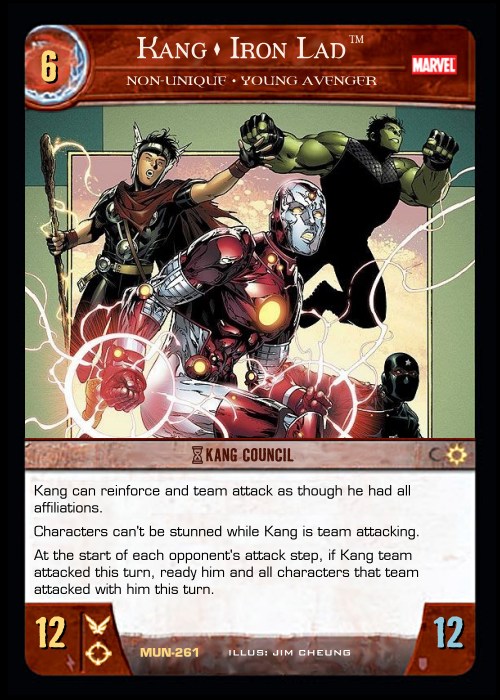 6
Kang ♦ Iron Lad™
NON-UNIQUE • YOUNG AVENGER
MARVEL
KANG COUNCIL
C
Kang can reinforce and team attack as though he had all
affiliations.
Characters can't be stunned while Kang is team attacking.
At the start of each opponent's attack step, if Kang team
attacked this turn, ready him and all characters that team
attacked with him this turn.
12
MUN-261
ILLUS: JIM CHEUNG
12